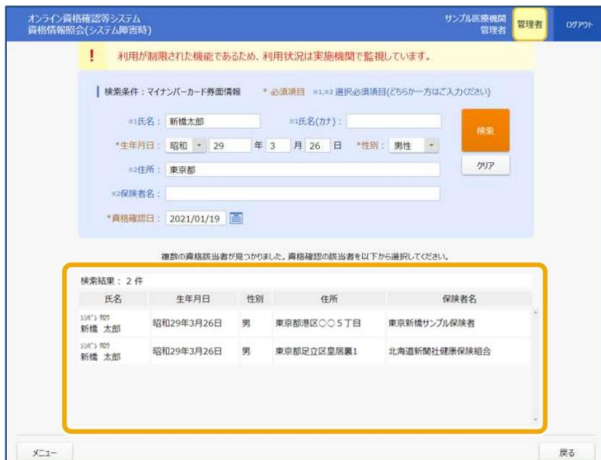 オンライン資格確認等システム
資格情報照会(システム障害時)
サンプル医療機関
管理者
管理者
ログアウト
! 利用が制限された機能であるため、利用状況は実施機関で監視しています。
検索条件:マイナンバーカード券面情報 * 必須項目 ※1,※2 選択必須項目(どちらか一方はご入力ください)
※1氏名: 新橋太郎 ※1氏名(カナ):
検索
*生年月日: 昭和 29 年 3 月 26 日 *性別: 男性
クリア
※2住所: 東京都
※2保険者名:
*資格確認日: 2021/01/19
複数の資格該当者が見つかりました。資格確認の該当者を以下から選択してください。
検索結果: 2 件
氏名 生年月日 性別 住所 保険者名
シンバシ タロウ
新橋 太郎 昭和29年3月26日 男 東京都港区○○5丁目 東京新橋サンプル保険者
シンバシ タロウ
新橋 太郎 昭和29年3月26日 男 東京都足立区皇居裏1 北海道新聞社健康保険組合
メニュー
戻る